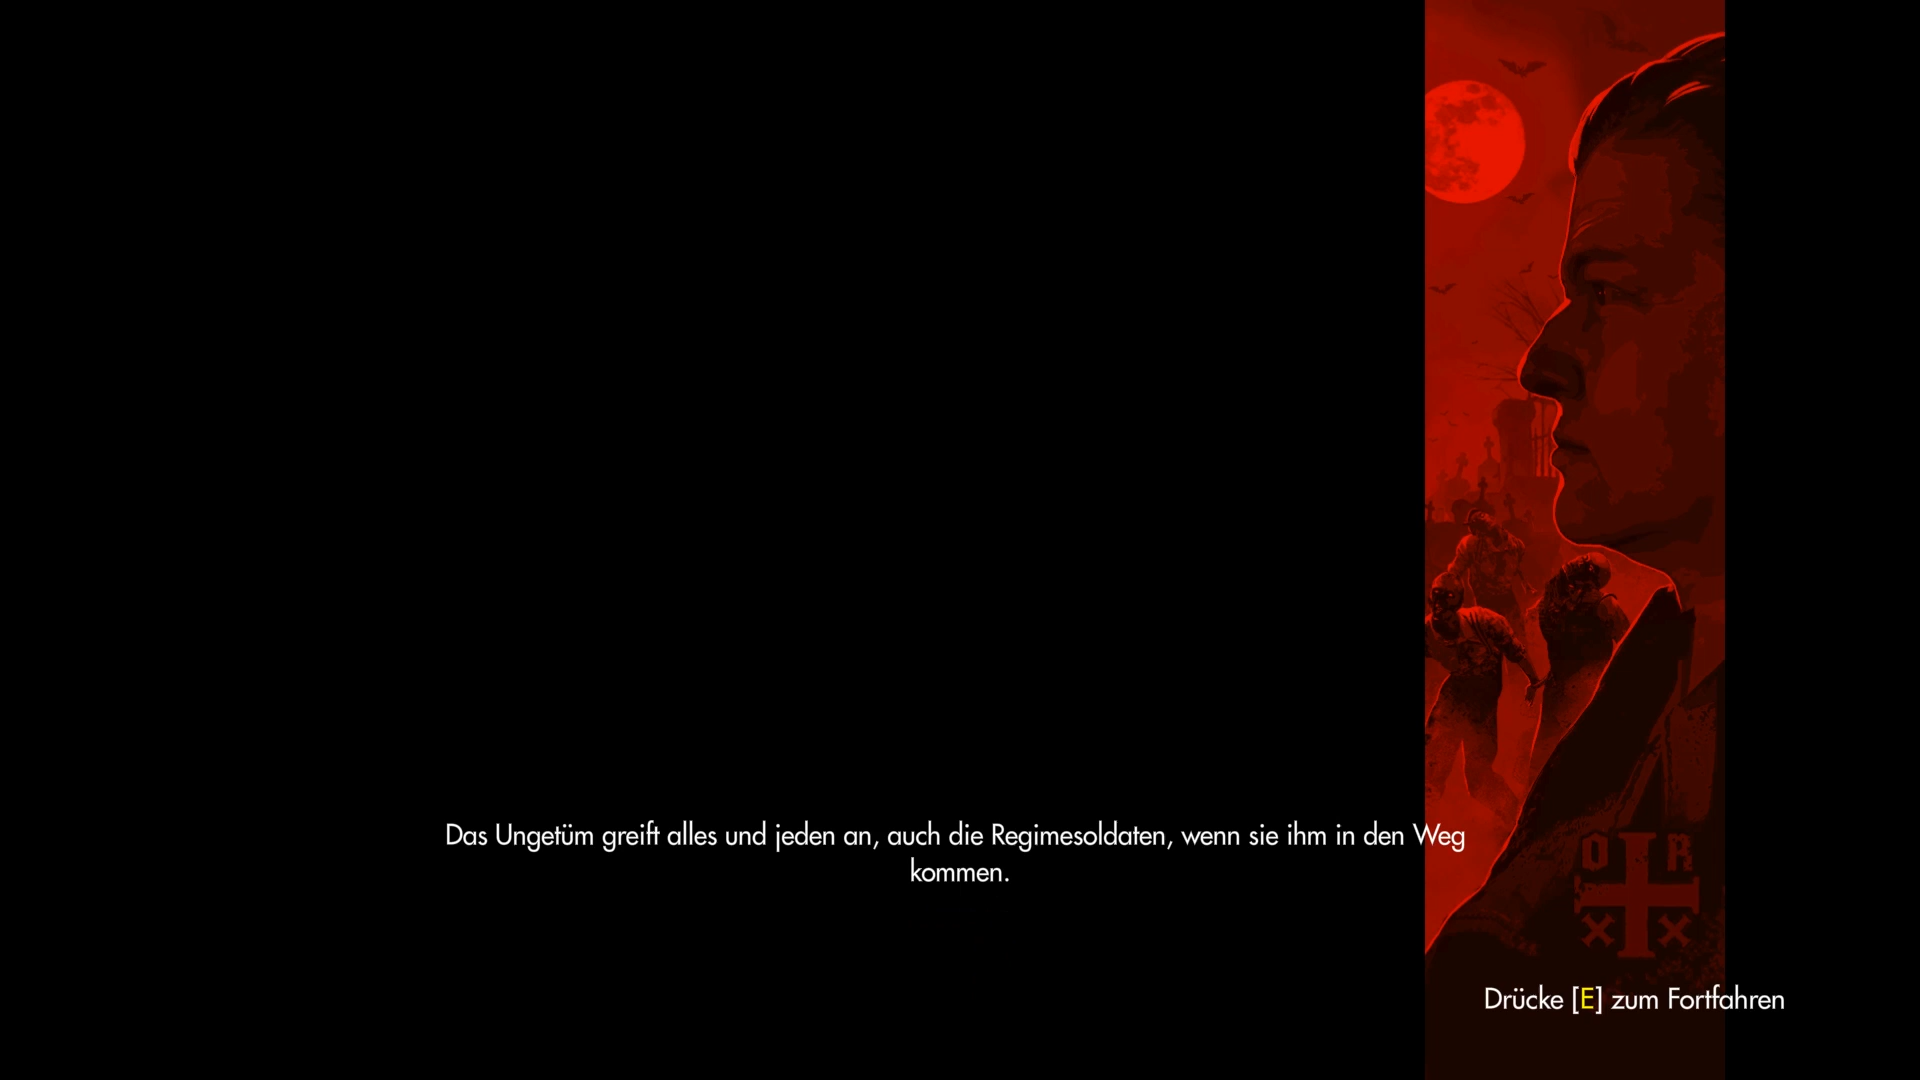 Das Ungetüm greift alles und jeden an, auch die Regimesoldaten, wenn sie ihm in den Weg
kommen.
O R
X X
Drücke [E] zum Fortfahren